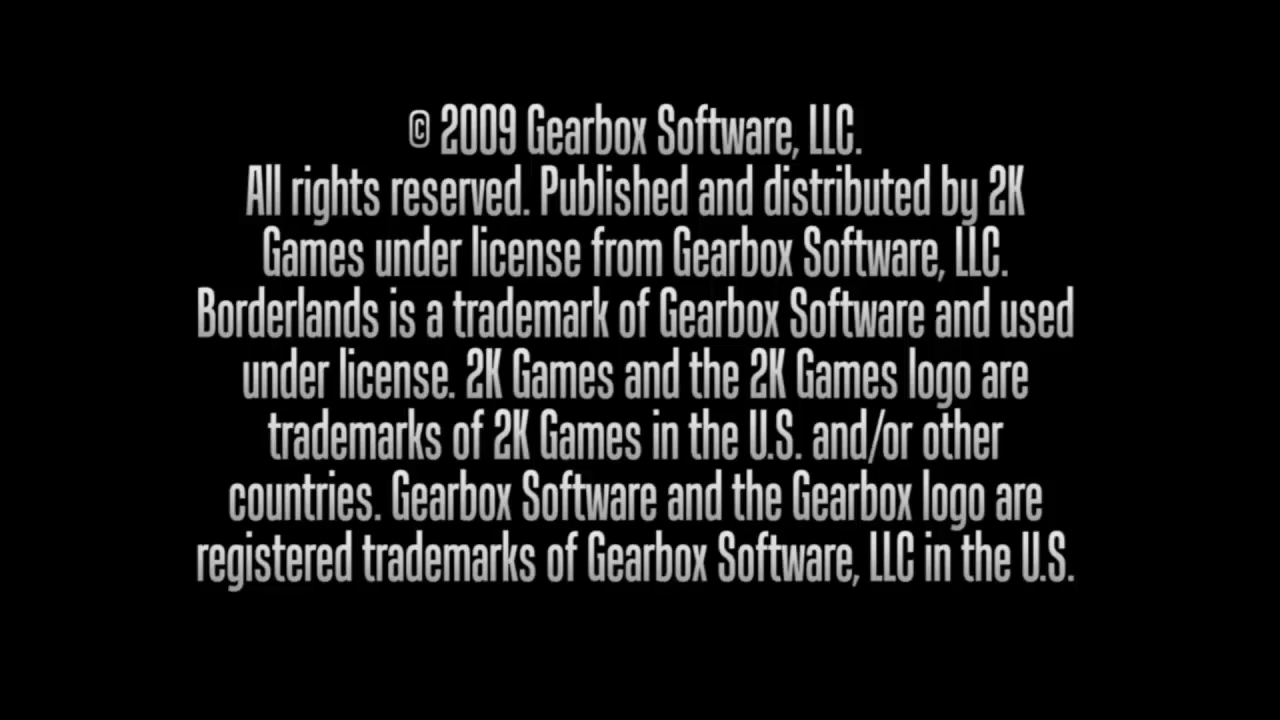 © 2009 Gearbox Software, LLC.
All rights reserved. Published and distributed by 2K
Games under license from Gearbox Software, LLC.
Borderlands is a trademark of Gearbox Software and used
under license. 2K Games and the 2K Games logo are
trademarks of 2K Games in the U.S. and/or other
countries. Gearbox Software and the Gearbox logo are
registered trademarks of Gearbox Software, LLC in the U.S.